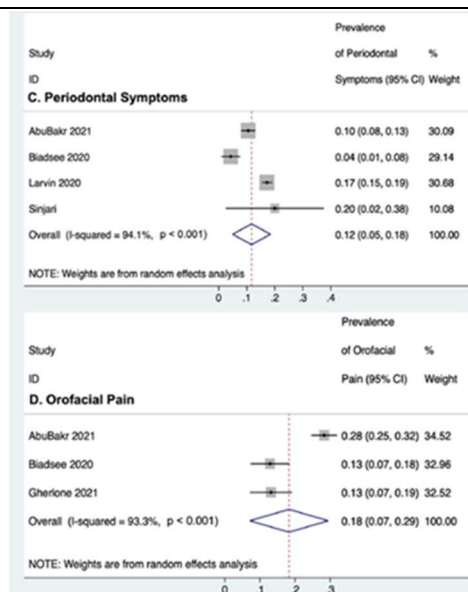 Prevalence
Study of Periodontal %
ID Symptoms (95% CI) Weight
C. Periodontal Symptoms
AbuBakr 2021 0.10 (0.08, 0.13) 30.09
Biadsee 2020 0.04 (0.01, 0.08) 29.14
Larvin 2020 0.17 (0.15, 0.19) 30.68
Sinjari 0.20 (0.02, 0.38) 10.08
Overall (I-squared = 94.1%, p < 0.001) 0.12 (0.05, 0.18) 100.00
NOTE: Weights are from random effects analysis
0 .1 .2 .3 .4
Prevalence
Study of Orofacial %
ID Pain (95% CI) Weight
D. Orofacial Pain
AbuBakr 2021 0.28 (0.25, 0.32) 34.52
Biadsee 2020 0.13 (0.07, 0.18) 32.96
Gherlone 2021 0.13 (0.07, 0.19) 32.52
Overall (I-squared = 93.3%, p < 0.001) 0.18 (0.07, 0.29) 100.00
NOTE: Weights are from random effects analysis
0 .1 .2 .3